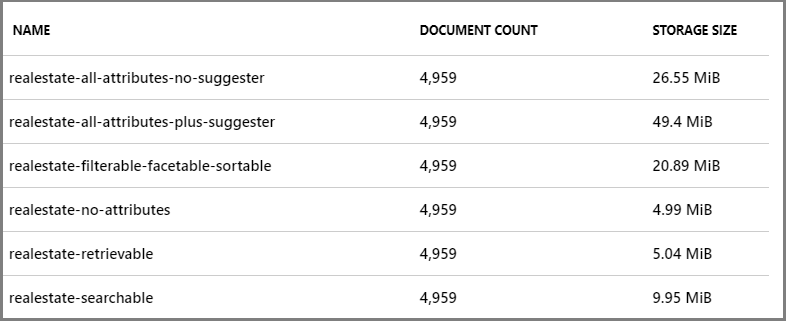 NAME DOCUMENT COUNT STORAGE SIZE
realestate-all-attributes-no-suggester 4,959 26.55 MiB
realestate-all-attributes-plus-suggester 4,959 49.4 MiB
realestate-filterable-facetable-sortable 4,959 20.89 MiB
realestate-no-attributes 4,959 4.99 MiB
realestate-retrievable 4,959 5.04 MiB
realestate-searchable 4,959 9.95 MiB